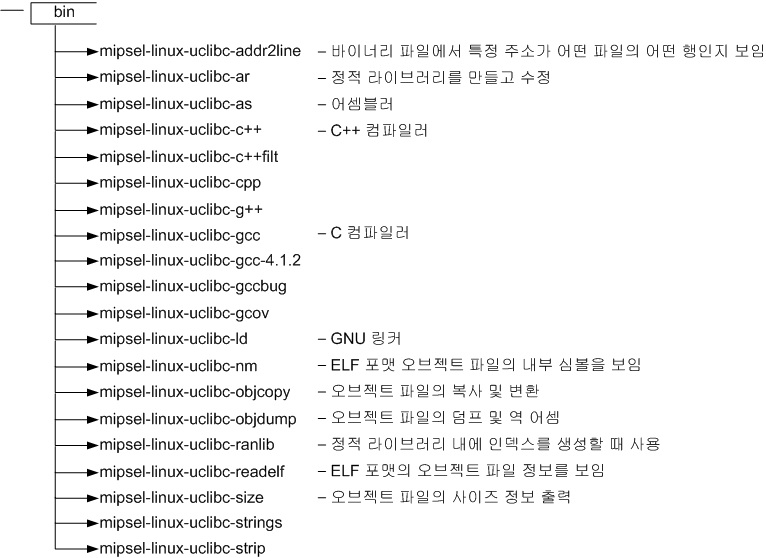 bin
mipsel-linux-uclibc-addr2line – 바이너리 파일에서 특정 주소가 어떤 파일의 어떤 행인지 보임
mipsel-linux-uclibc-ar – 정적 라이브러리를 만들고 수정
mipsel-linux-uclibc-as – 어셈블러
mipsel-linux-uclibc-c++ – C++ 컴파일러
mipsel-linux-uclibc-c++filt
mipsel-linux-uclibc-cpp
mipsel-linux-uclibc-g++
mipsel-linux-uclibc-gcc – C 컴파일러
mipsel-linux-uclibc-gcc-4.1.2
mipsel-linux-uclibc-gccbug
mipsel-linux-uclibc-gcov
mipsel-linux-uclibc-ld – GNU 링커
mipsel-linux-uclibc-nm – ELF 포맷 오브젝트 파일의 내부 심볼을 보임
mipsel-linux-uclibc-objcopy – 오브젝트 파일의 복사 및 변환
mipsel-linux-uclibc-objdump – 오브젝트 파일의 덤프 및 역 어셈
mipsel-linux-uclibc-ranlib – 정적 라이브러리 내에 인덱스를 생성할 때 사용
mipsel-linux-uclibc-readelf – ELF 포맷의 오브젝트 파일 정보를 보임
mipsel-linux-uclibc-size – 오브젝트 파일의 사이즈 정보 출력
mipsel-linux-uclibc-strings
mipsel-linux-uclibc-strip